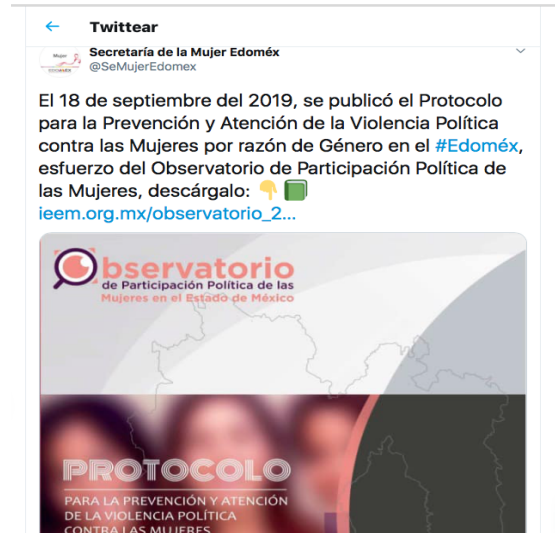 ← Twittear
Secretaría de la Mujer Edoméx
@SeMujerEdomex
El 18 de septiembre del 2019, se publicó el Protocolo
para la Prevención y Atención de la Violencia Política
contra las Mujeres por razón de Género en el #Edoméx,
esfuerzo del Observatorio de Participación Política de
las Mujeres, descárgalo: 👇 📗
ieem.org.mx/observatorio_2...
Observatorio
de Participación Política de las
Mujeres en el Estado de México
PROTOCOLO
PARA LA PREVENCIÓN Y ATENCIÓN
DE LA VIOLENCIA POLÍTICA
CONTRA LAS MUJERES